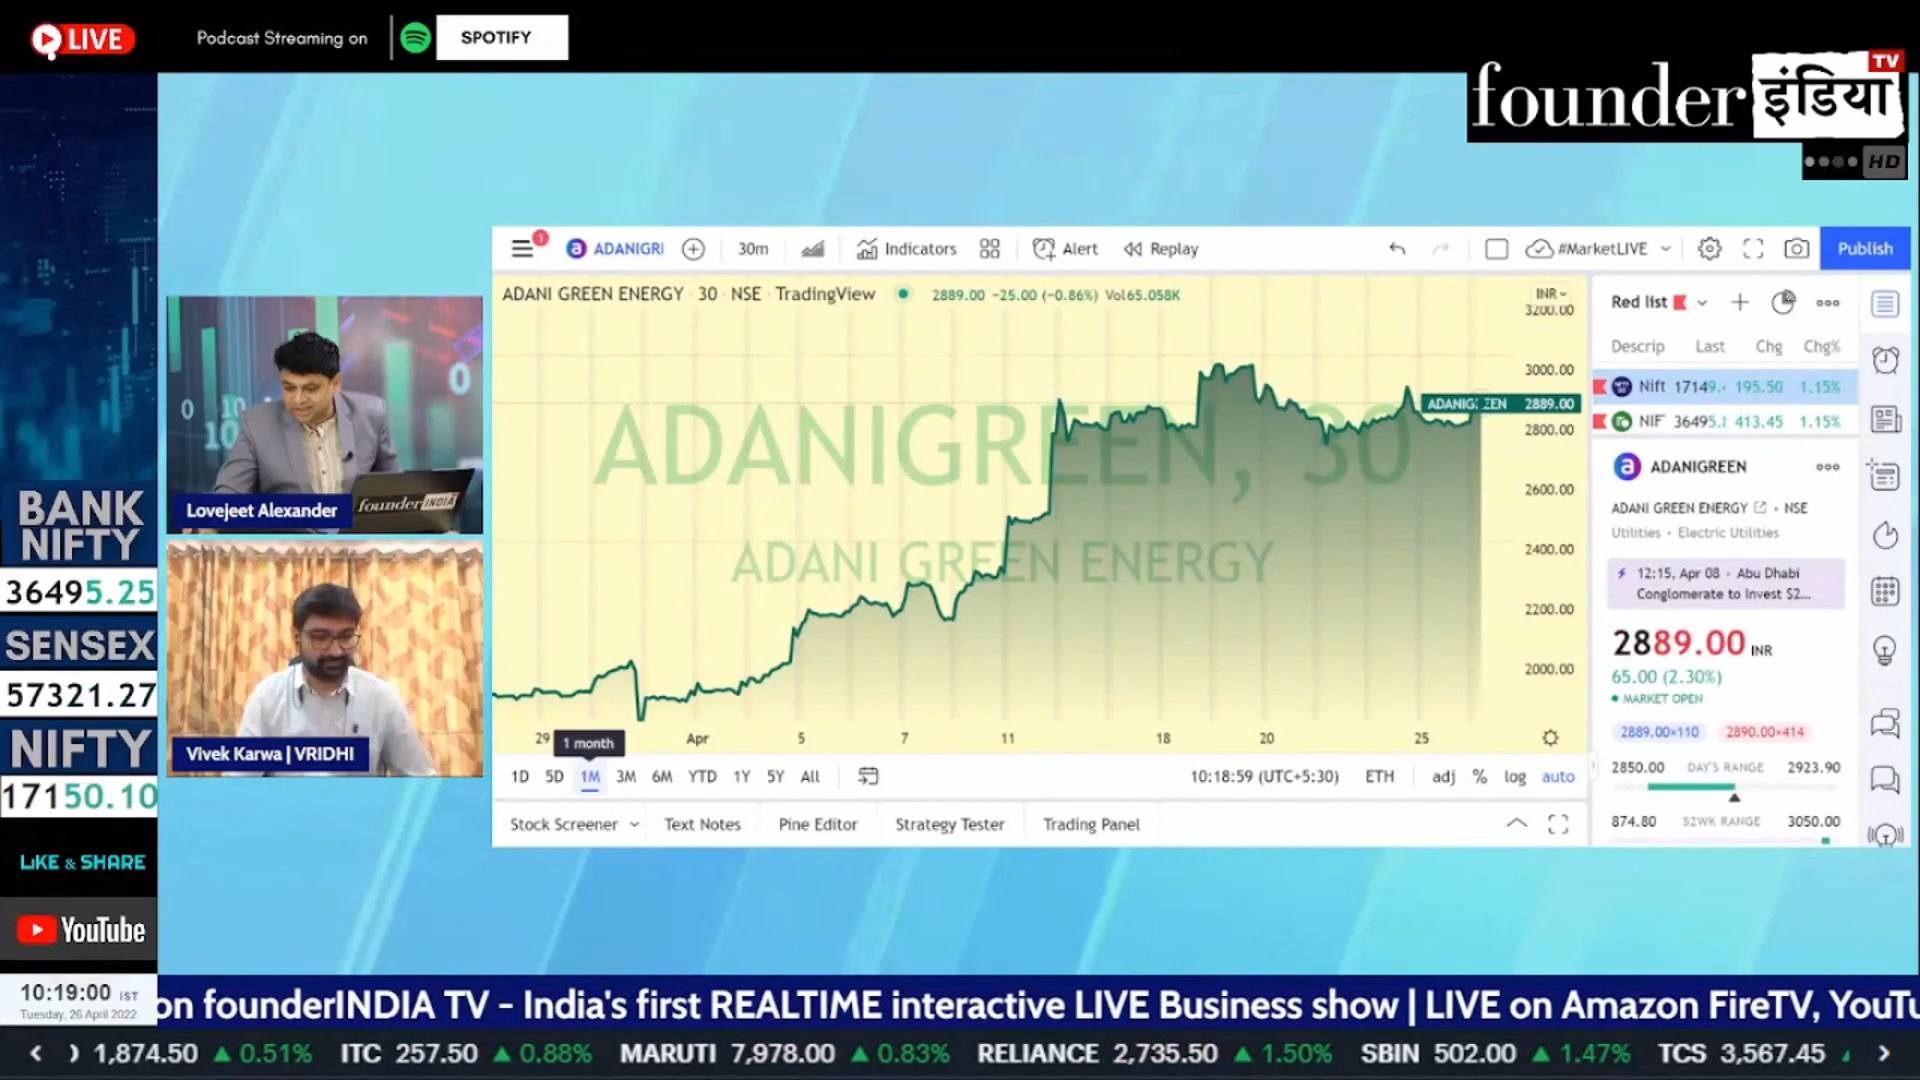 LIVE
Podcast Streaming on
SPOTIFY
founder इंडिया TV
HD
BANK
NIFTY
36495.25
SENSEX
57321.27
NIFTY
17150.10
LIKE & SHARE
YouTube
10:19:00 IST
Tuesday, 26 April 2022
Lovejeet Alexander
founder INDIA
Vivek Karwa | VRIDHI
1
ADANIGRI
30m
Indicators
Alert
Replay
#MarketLIVE
Publish
ADANI GREEN ENERGY · 30 · NSE · TradingView
2889.00 −25.00 (−0.86%) Vol65.058K
INR
3200.00
3000.00
ADANIGREEN, 30
ADANI GREEN ENERGY
2889.00
2800.00
2600.00
2400.00
2200.00
2000.00
29
Apr
5
7
11
18
20
25
1 month
1D 5D 1M 3M 6M YTD 1Y 5Y All
10:18:59 (UTC+5:30)
ETH
adj % log auto
Stock Screener
Text Notes
Pine Editor
Strategy Tester
Trading Panel
Red list
Descrip Last Chg Chg%
Nift 17149. 195.50 1.15%
NIF 36495. 413.45 1.15%
ADANIGREEN
ADANI GREEN ENERGY · NSE
Utilities · Electric Utilities
12:15, Apr 08 · Abu Dhabi
Conglomerate to Invest $2...
2889.00 INR
65.00 (2.30%)
MARKET OPEN
2889.00×110 2890.00×414
2850.00 DAY'S RANGE 2923.90
874.80 52WK RANGE 3050.00
on founderINDIA TV - India's first REALTIME interactive LIVE Business show | LIVE on Amazon FireTV, YouTu
1,874.50 ▲ 0.51% ITC 257.50 ▲ 0.88% MARUTI 7,978.00 ▲ 0.83% RELIANCE 2,735.50 ▲ 1.50% SBIN 502.00 ▲ 1.47% TCS 3,567.45